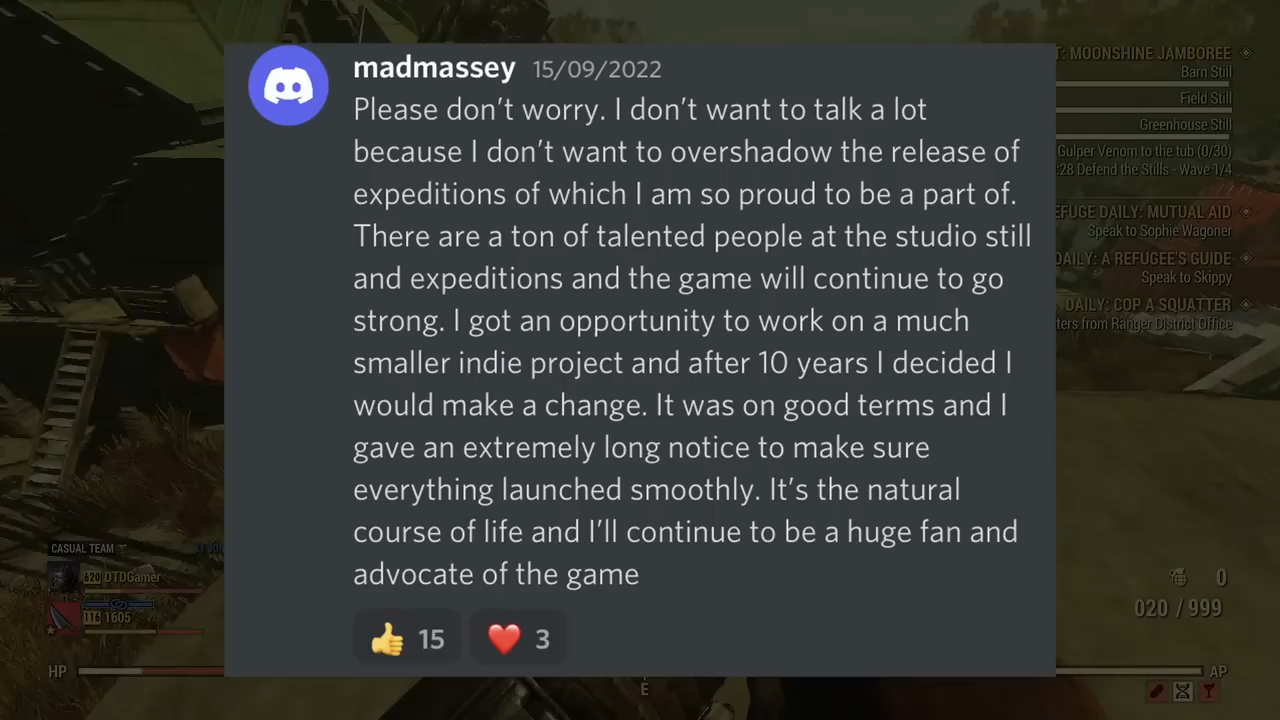 madmassey 15/09/2022
Please don't worry. I don't want to talk a lot
because I don't want to overshadow the release of
expeditions of which I am so proud to be a part of.
There are a ton of talented people at the studio still
and expeditions and the game will continue to go
strong. I got an opportunity to work on a much
smaller indie project and after 10 years I decided I
would make a change. It was on good terms and I
gave an extremely long notice to make sure
everything launched smoothly. It's the natural
course of life and I'll continue to be a huge fan and
advocate of the game
15 3
T: MOONSHINE JAMBOREE
Barn Still
Field Still
Greenhouse Still
Gulper Venom to the tub (0/30)
:28 Defend the Stills - Wave 1/4
EFUGE DAILY: MUTUAL AID
Speak to Sophie Wagoner
DAILY: A REFUGEE'S GUIDE
Speak to Skippy
DAILY: COP A SQUATTER
ters from Ranger District Office
CASUAL TEAM
620 DTDGamer
116 1605
HP
E
0
020 / 999
AP